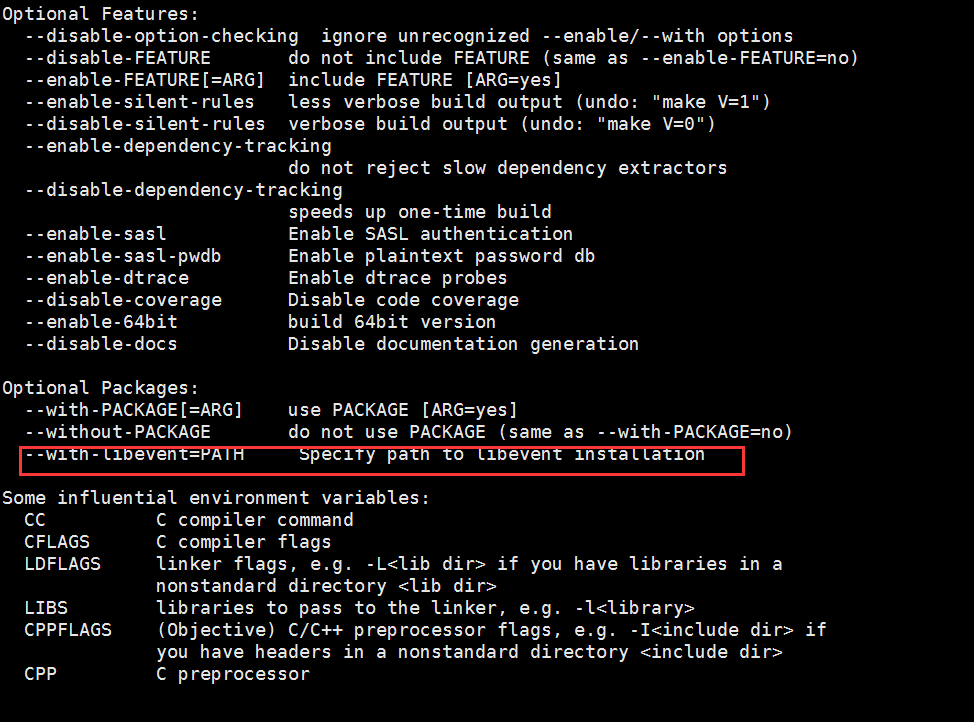 Optional Features:
  --disable-option-checking  ignore unrecognized --enable/--with options
  --disable-FEATURE       do not include FEATURE (same as --enable-FEATURE=no)
  --enable-FEATURE[=ARG]  include FEATURE [ARG=yes]
  --enable-silent-rules   less verbose build output (undo: "make V=1")
  --disable-silent-rules  verbose build output (undo: "make V=0")
  --enable-dependency-tracking
                          do not reject slow dependency extractors
  --disable-dependency-tracking
                          speeds up one-time build
  --enable-sasl           Enable SASL authentication
  --enable-sasl-pwdb      Enable plaintext password db
  --enable-dtrace         Enable dtrace probes
  --disable-coverage      Disable code coverage
  --enable-64bit          build 64bit version
  --disable-docs          Disable documentation generation

Optional Packages:
  --with-PACKAGE[=ARG]    use PACKAGE [ARG=yes]
  --without-PACKAGE       do not use PACKAGE (same as --with-PACKAGE=no)
  --with-libevent=PATH     Specify path to libevent installation

Some influential environment variables:
  CC          C compiler command
  CFLAGS      C compiler flags
  LDFLAGS     linker flags, e.g. -L<lib dir> if you have libraries in a
              nonstandard directory <lib dir>
  LIBS        libraries to pass to the linker, e.g. -l<library>
  CPPFLAGS    (Objective) C/C++ preprocessor flags, e.g. -I<include dir> if
              you have headers in a nonstandard directory <include dir>
  CPP         C preprocessor